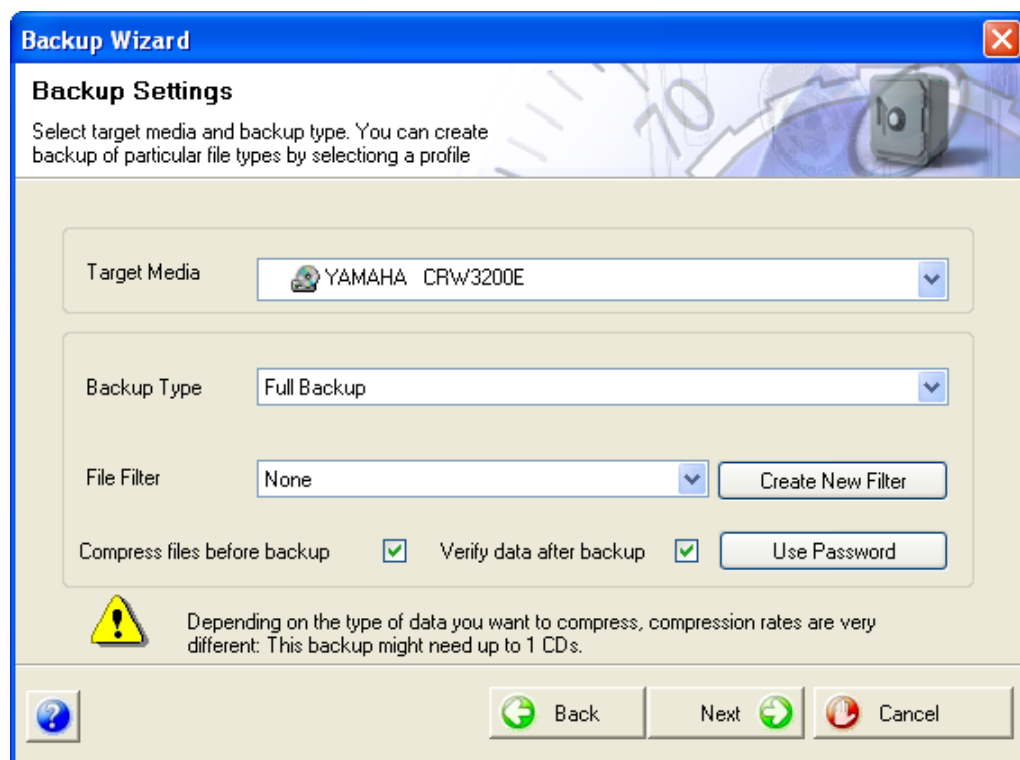 Backup Wizard
Backup Settings
Select target media and backup type. You can create
backup of particular file types by selectiong a profile
70
Target Media
YAMAHA CRW3200E
Backup Type
Full Backup
File Filter
None
Create New Filter
Compress files before backup
Verify data after backup
Use Password
Depending on the type of data you want to compress, compression rates are very
different: This backup might need up to 1 CDs.
Back
Next
Cancel